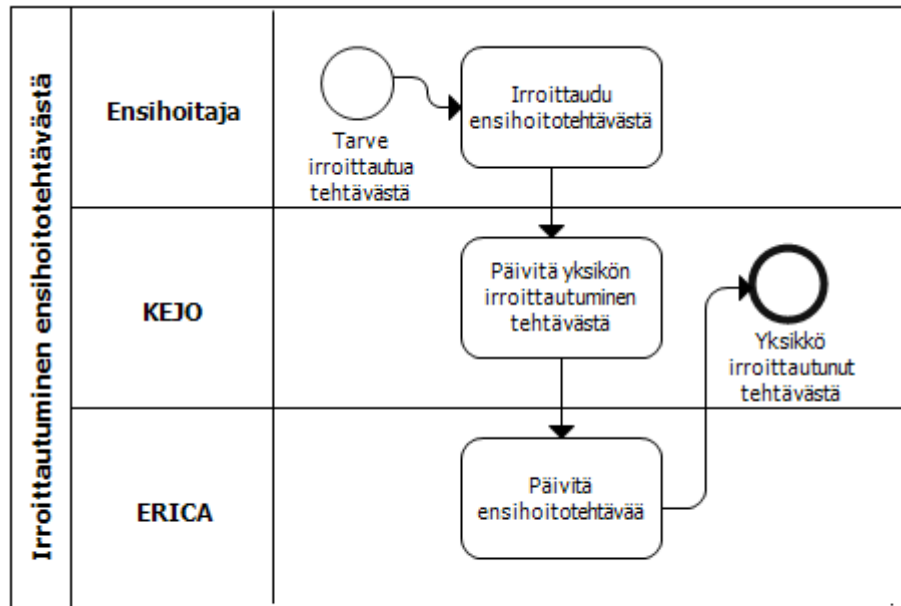 Irroittautuminen ensihoitotehtävästä
Ensihoitaja
Tarve
irroittautua
tehtävästä
Irroittaudu
ensihoitotehtävästä
KEJO
Päivitä yksikön
irroittautuminen
tehtävästä
Yksikkö
irroittautunut
tehtävästä
ERICA
Päivitä
ensihoitotehtävää